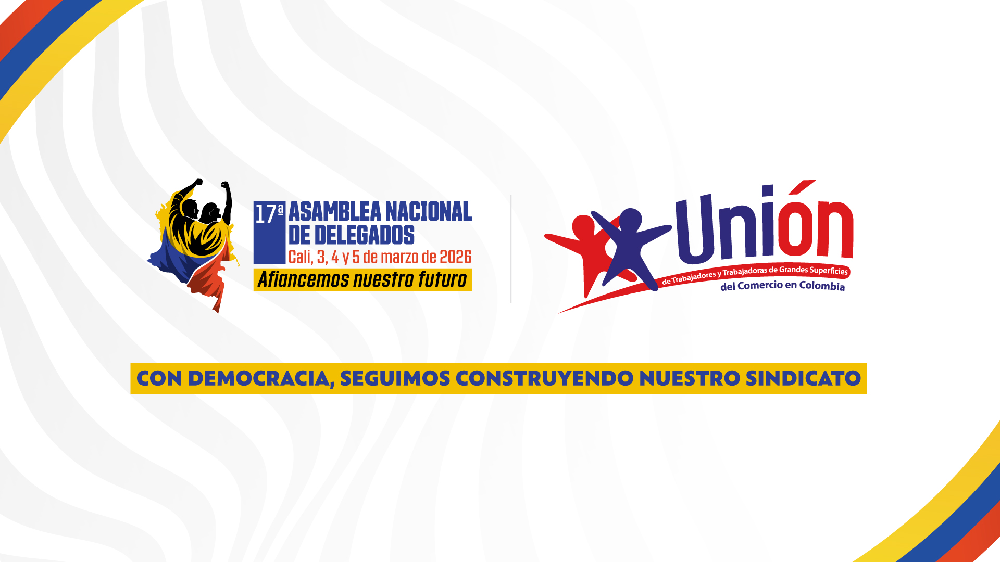 17ª ASAMBLEA NACIONAL
DE DELEGADOS
Cali, 3, 4 y 5 de marzo de 2026
Afiancemos nuestro futuro
Unión
de Trabajadores y Trabajadoras de Grandes Superficies
del Comercio en Colombia
CON DEMOCRACIA, SEGUIMOS CONSTRUYENDO NUESTRO SINDICATO